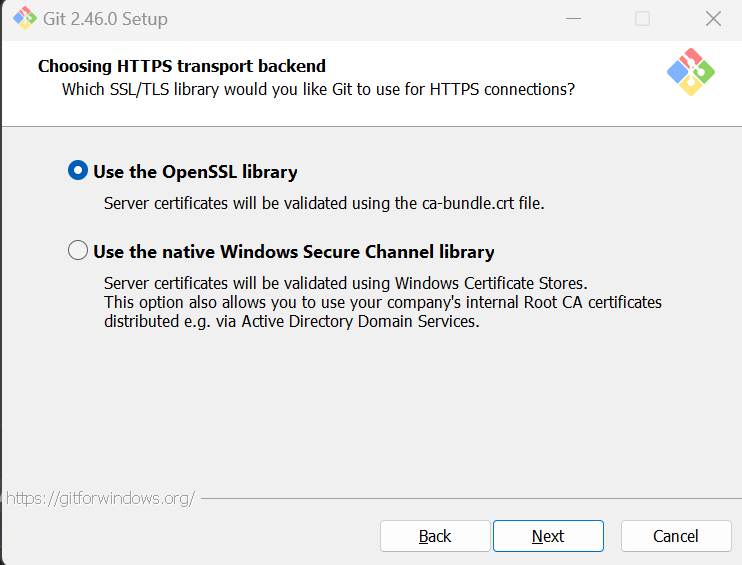 Git 2.46.0 Setup
Choosing HTTPS transport backend
Which SSL/TLS library would you like Git to use for HTTPS connections?
Use the OpenSSL library
Server certificates will be validated using the ca-bundle.crt file.
Use the native Windows Secure Channel library
Server certificates will be validated using Windows Certificate Stores.
This option also allows you to use your company's internal Root CA certificates
distributed e.g. via Active Directory Domain Services.
https://gitforwindows.org/
Back Next Cancel